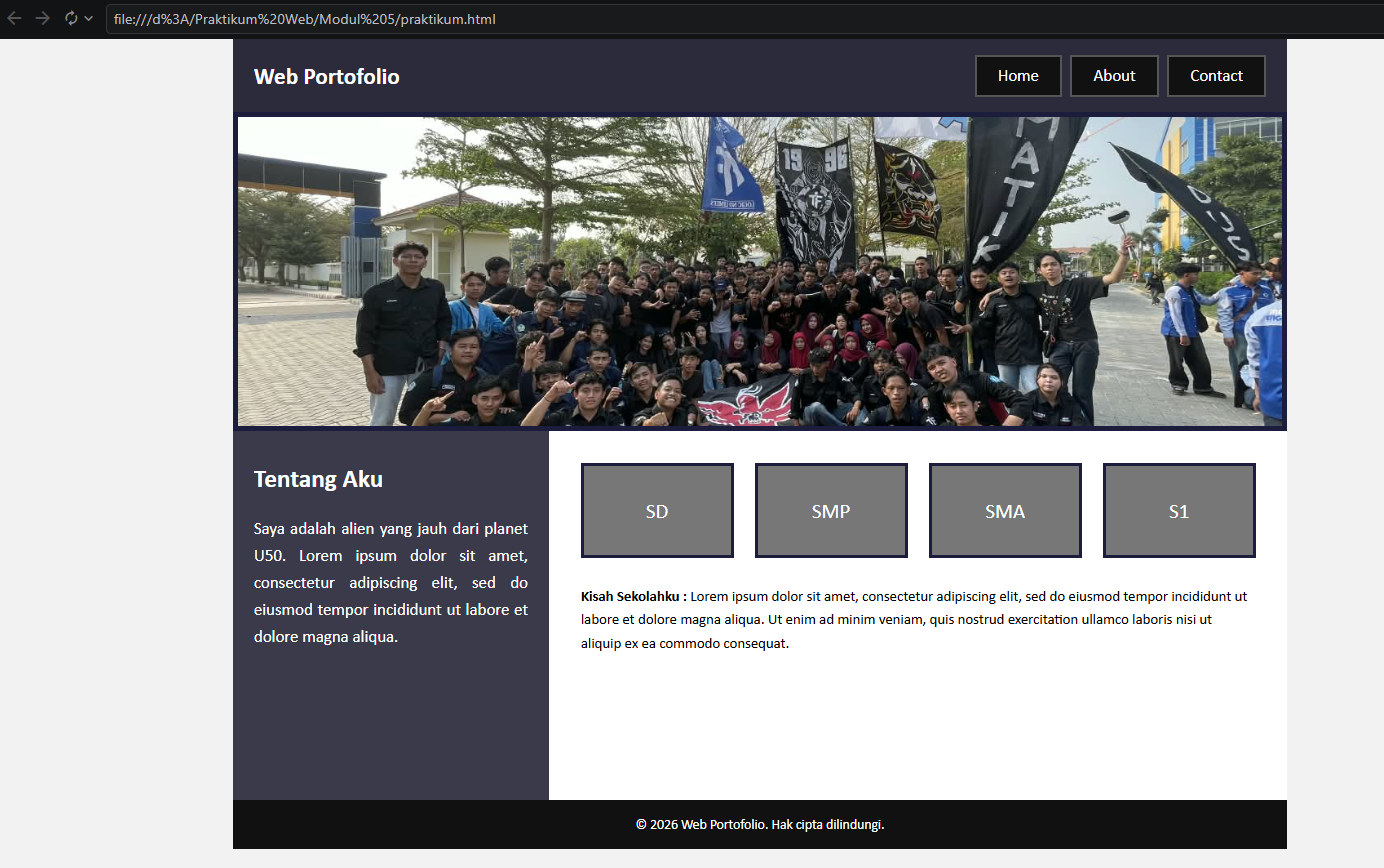 file:///d%3A/Praktikum%20Web/Modul%205/praktikum.html
Web Portofolio
Home
About
Contact
19 96
TF
MATIK
Tentang Aku
Saya adalah alien yang jauh dari planet
U50. Lorem ipsum dolor sit amet,
consectetur adipiscing elit, sed do
eiusmod tempor incididunt ut labore et
dolore magna aliqua.
SD
SMP
SMA
S1
Kisah Sekolahku : Lorem ipsum dolor sit amet, consectetur adipiscing elit, sed do eiusmod tempor incididunt ut
labore et dolore magna aliqua. Ut enim ad minim veniam, quis nostrud exercitation ullamco laboris nisi ut
aliquip ex ea commodo consequat.
© 2026 Web Portofolio. Hak cipta dilindungi.